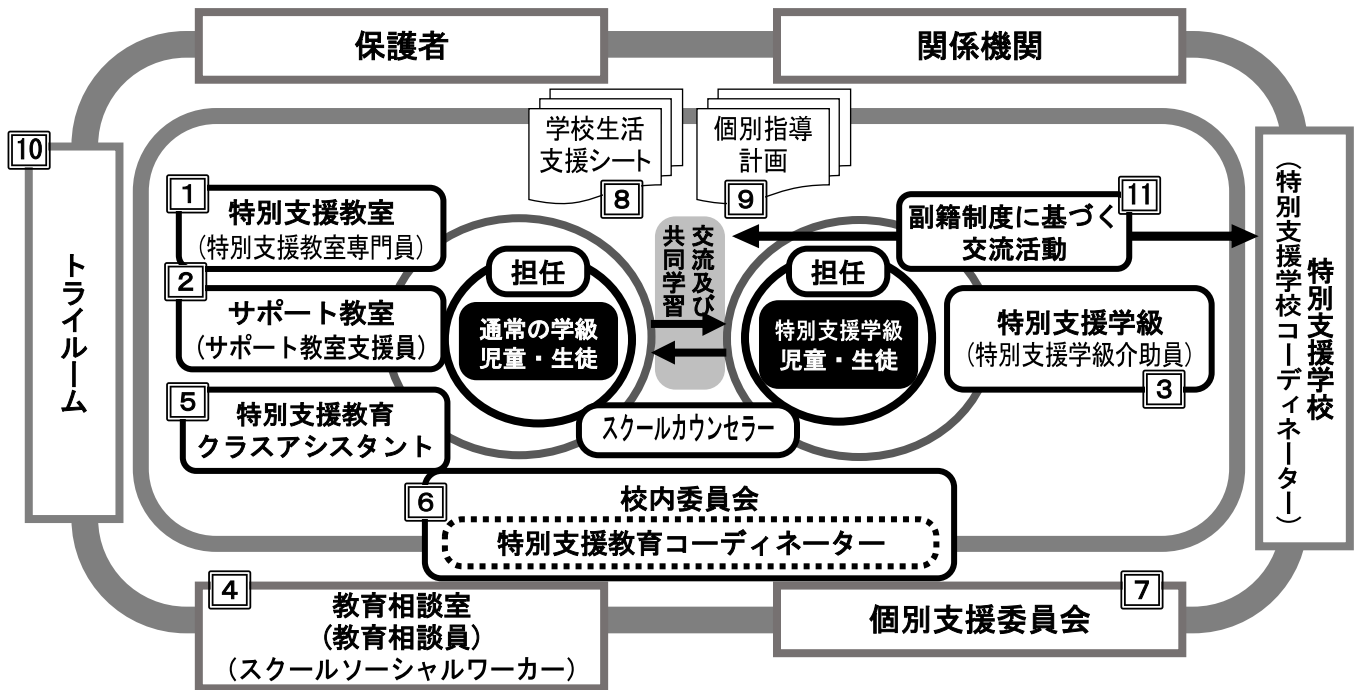 保護者
関係機関
10
トライルーム
学校生活
支援シート
8
個別指導
計画
9
1
特別支援教室
(特別支援教室専門員)
2
サポート教室
(サポート教室支援員)
5
特別支援教育
クラスアシスタント
担任
通常の学級
児童・生徒
交流及び
共同学習
担任
特別支援学級
児童・生徒
スクールカウンセラー
11
副籍制度に基づく
交流活動
特別支援学級
(特別支援学級介助員)
3
特別支援学校
(特別支援学校コーディネーター)
6
校内委員会
特別支援教育コーディネーター
4
教育相談室
(教育相談員)
(スクールソーシャルワーカー)
7
個別支援委員会